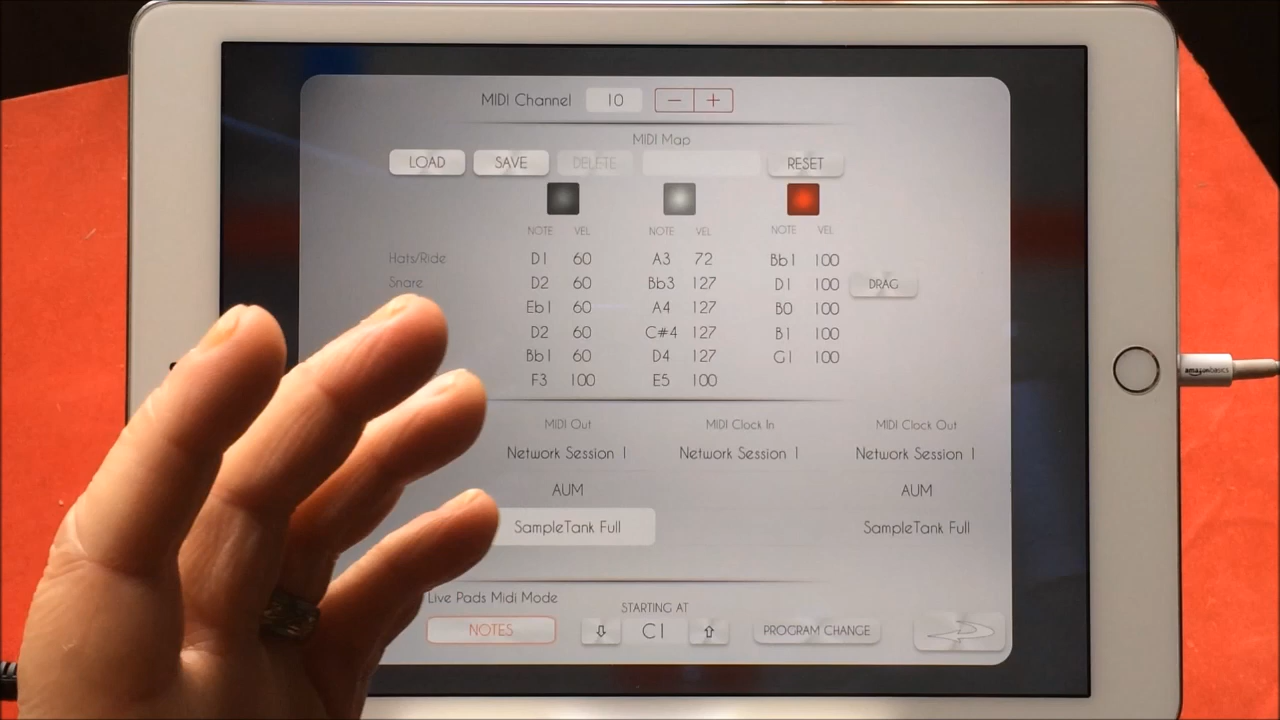 MIDI Channel 10 − +
MIDI Map
LOAD SAVE DELETE RESET
NOTE VEL NOTE VEL NOTE VEL
Hats/Ride D1 60 A3 72 Bb1 100
Snare D2 60 Bb3 127 D1 100 DRAG
Eb1 60 A4 127 B0 100
D2 60 C#4 127 B1 100
Bb1 60 D4 127 G1 100
F3 100 E5 100
MIDI Out MIDI Clock In MIDI Clock Out
Network Session 1 Network Session 1 Network Session 1
AUM AUM
SampleTank Full SampleTank Full
Live Pads Midi Mode STARTING AT
NOTES C1 PROGRAM CHANGE
amazonbasics